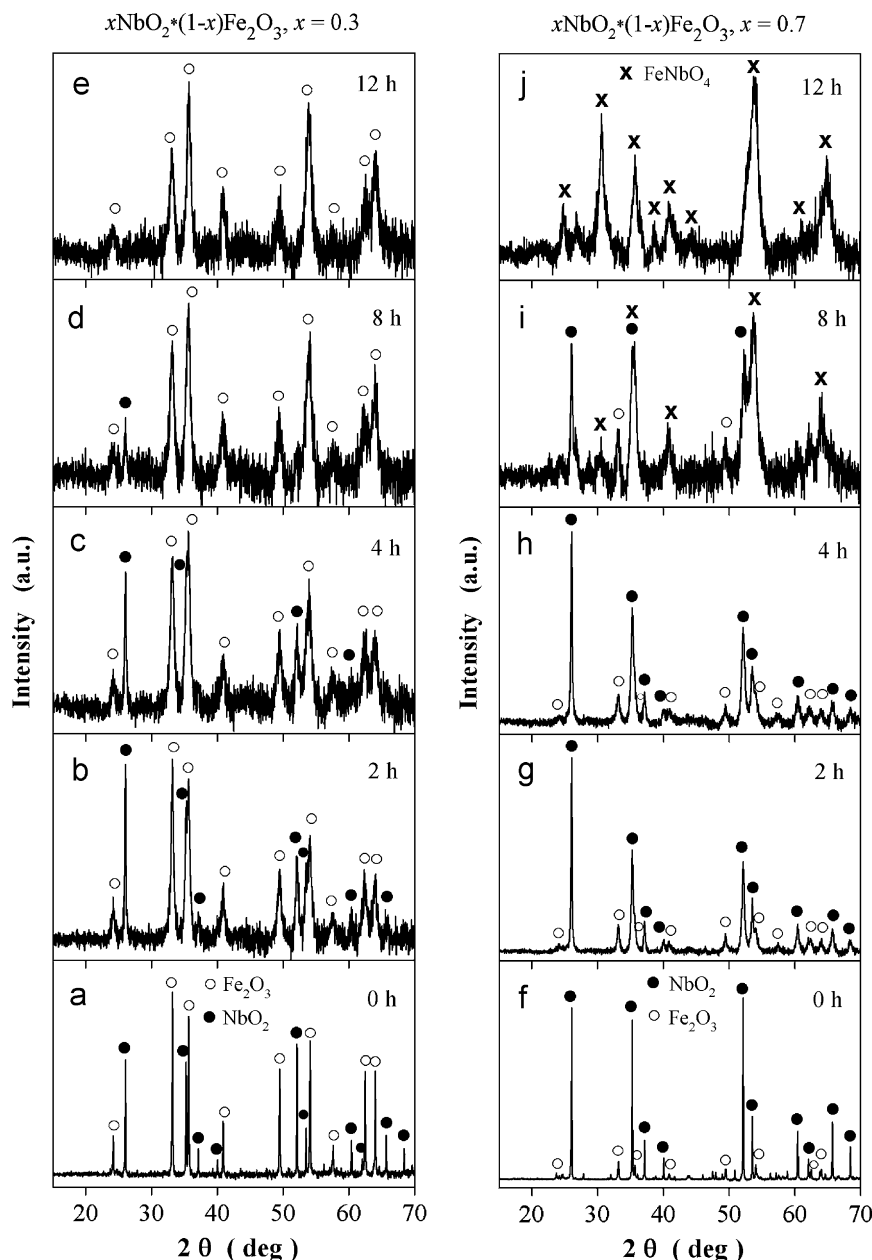 xNbO₂*(1-x)Fe₂O₃, x = 0.3
e 12 h
d 8 h
c 4 h
b 2 h
a 0 h
Fe₂O₃
NbO₂
20 30 40 50 60 70
2 θ ( deg )
Intensity (a.u.)
xNbO₂*(1-x)Fe₂O₃, x = 0.7
j x FeNbO₄ 12 h
i 8 h
h 4 h
g 2 h
f 0 h
NbO₂
Fe₂O₃
20 30 40 50 60 70
2 θ ( deg )
Intensity (a.u.)